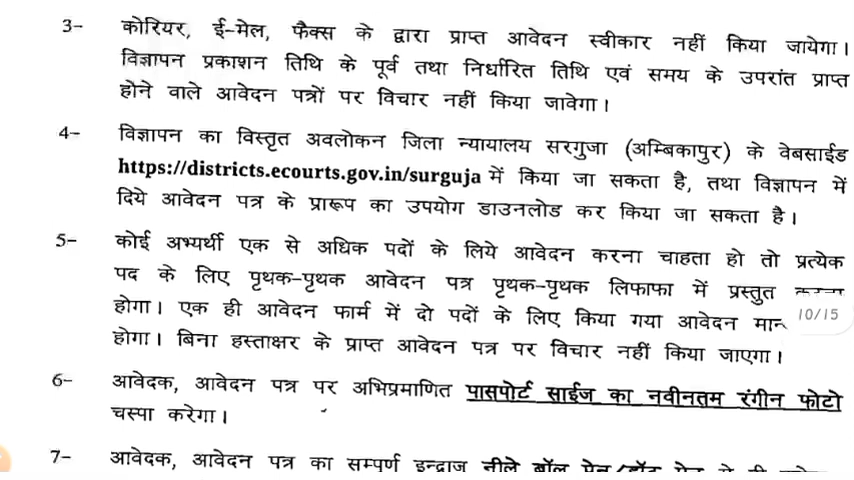 3- कोरियर, ई-मेल, फैक्स के द्वारा प्राप्त आवेदन स्वीकार नहीं किया जायेगा।
विज्ञापन प्रकाशन तिथि के पूर्व तथा निर्धारित तिथि एवं समय के उपरांत प्राप्त
होने वाले आवेदन पत्रों पर विचार नहीं किया जावेगा।
4- विज्ञापन का विस्तृत अवलोकन जिला न्यायालय सरगुजा (अम्बिकापुर) के वेबसाईड
https://districts.ecourts.gov.in/surguja में किया जा सकता है, तथा विज्ञापन में
दिये आवेदन पत्र के प्रारूप का उपयोग डाउनलोड कर किया जा सकता है।
5- कोई अभ्यर्थी एक से अधिक पदों के लिये आवेदन करना चाहता हो तो प्रत्येक
पद के लिए पृथक-पृथक आवेदन पत्र पृथक-पृथक लिफाफा में प्रस्तुत
होगा। एक ही आवेदन फार्म में दो पदों के लिए किया गया आवेदन 10/15
होगा। बिना हस्ताक्षर के प्राप्त आवेदन पत्र पर विचार नहीं किया जाएगा।
6- आवेदक, आवेदन पत्र पर अभिप्रमाणित पासपोर्ट साईज का नवीनतम रंगीन फोटो
चस्पा करेगा।
7- आवेदक, आवेदन पत्र का सम्पूर्ण इन्द्राज नीले बॉल पेन/डॉट